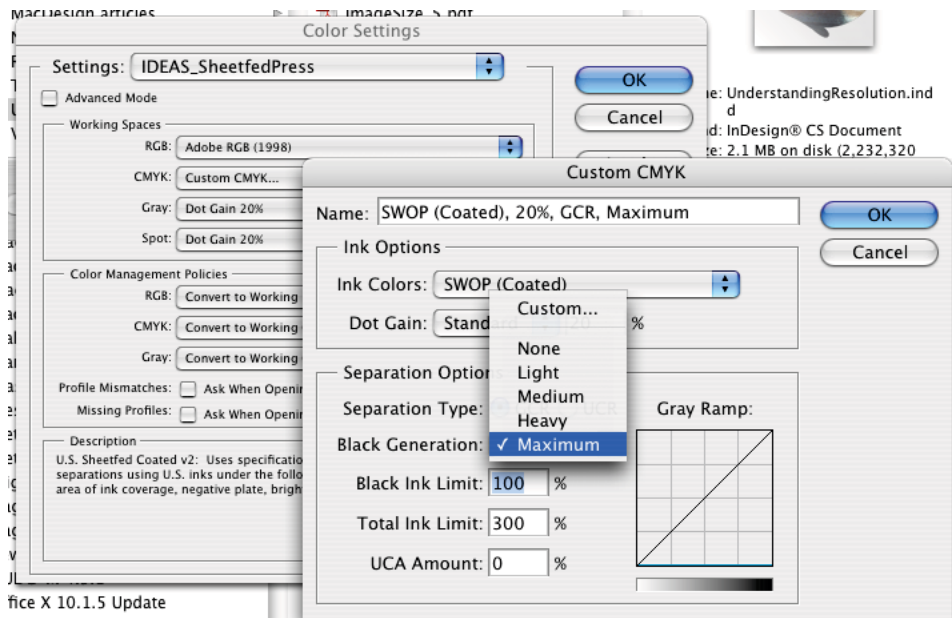 MacDesign articles
ImageSize_5.pdf
Color Settings
Settings: IDEAS_SheetfedPress
OK
Advanced Mode
Cancel
Working Spaces
RGB: Adobe RGB (1998)
CMYK: Custom CMYK...
Gray: Dot Gain 20%
Spot: Dot Gain 20%
Color Management Policies
RGB: Convert to Working
CMYK: Convert to Working
Gray: Convert to Working
Profile Mismatches: Ask When Openin
Missing Profiles: Ask When Openin
Description
U.S. Sheetfed Coated v2: Uses specificatio
separations using U.S. inks under the follo
area of ink coverage, negative plate, brigh
ne: UnderstandingResolution.ind
d
nd: InDesign® CS Document
ze: 2.1 MB on disk (2,232,320
Custom CMYK
Name: SWOP (Coated), 20%, GCR, Maximum
OK
Cancel
Ink Options
Ink Colors: SWOP (Coated)
Dot Gain: Standard 20 %
Custom...
None
Light
Medium
Heavy
✓ Maximum
Separation Options
Separation Type: UCR
Gray Ramp:
Black Generation:
Black Ink Limit: 100 %
Total Ink Limit: 300 %
UCA Amount: 0 %
ffice X 10.1.5 Update